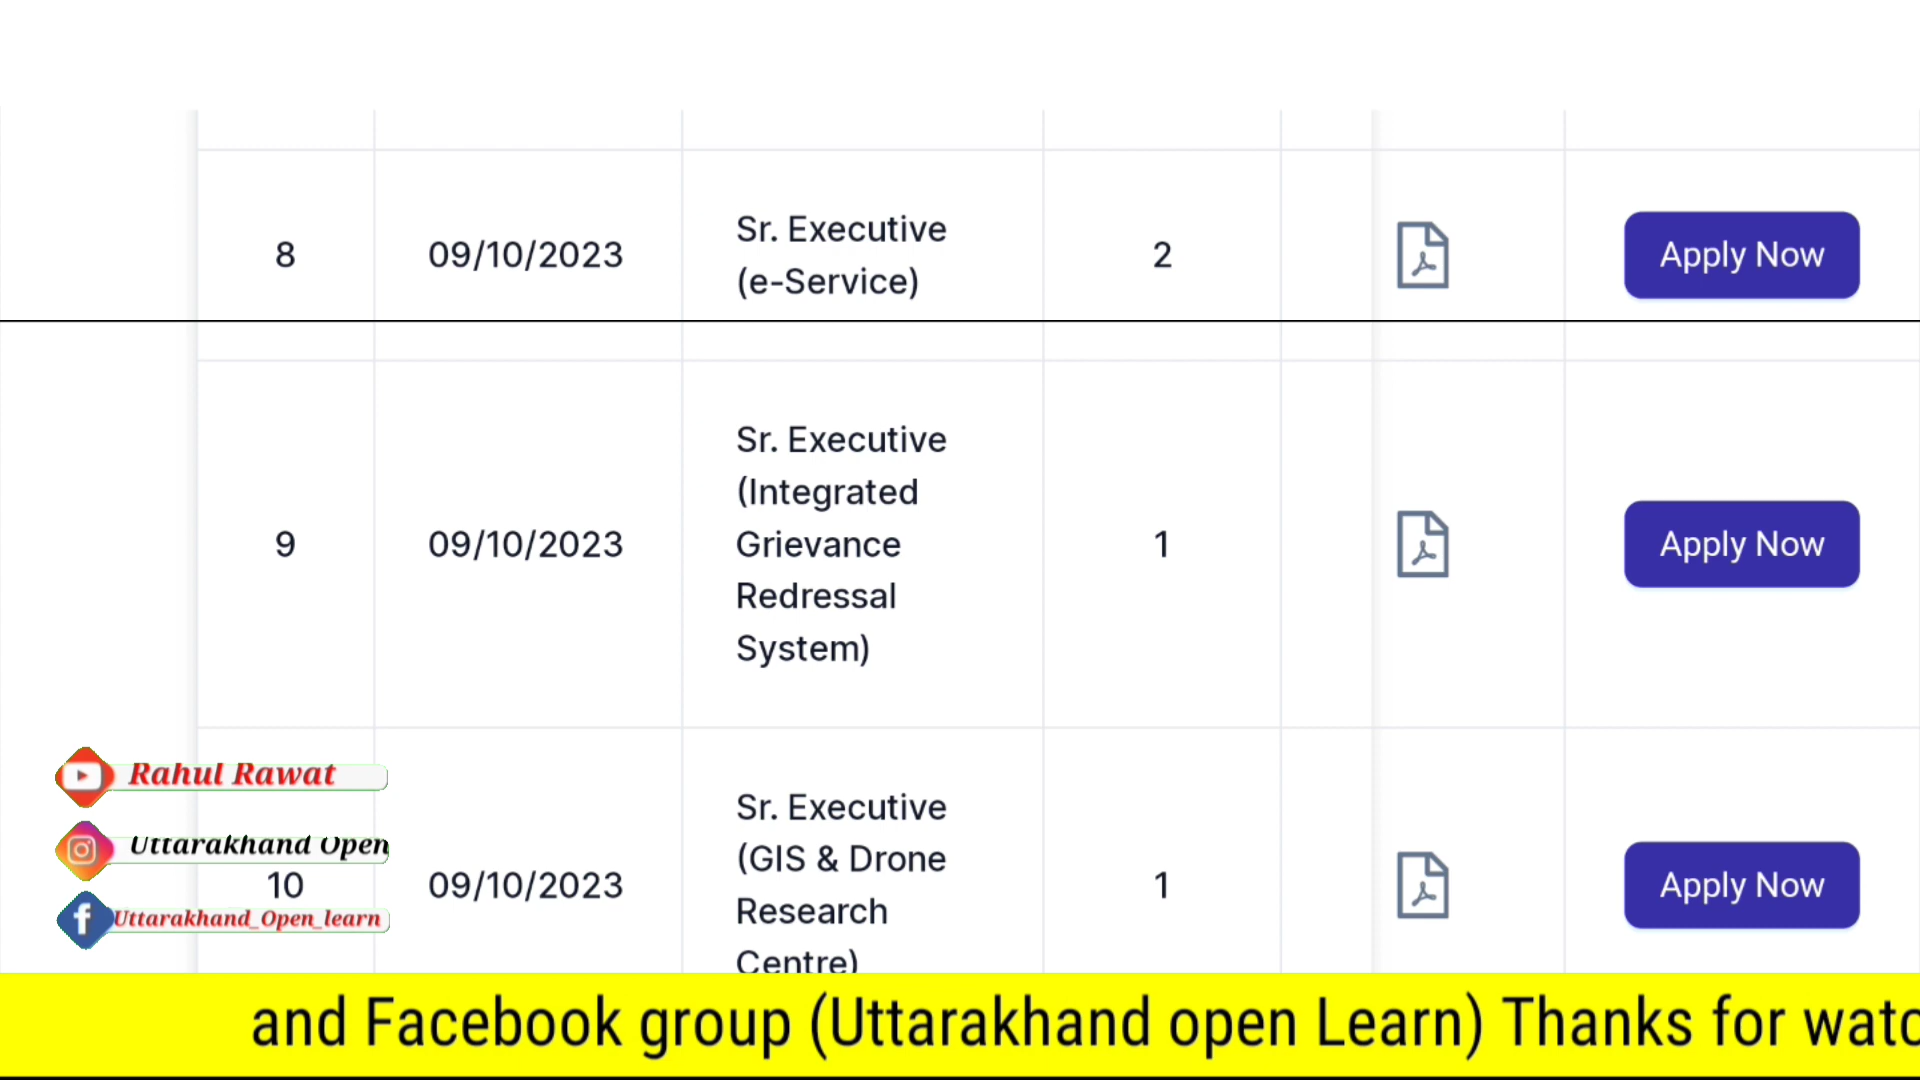 8
09/10/2023
Sr. Executive
(e-Service)
2
Apply Now
9
09/10/2023
Sr. Executive
(Integrated
Grievance
Redressal
System)
1
Apply Now
10
09/10/2023
Sr. Executive
(GIS & Drone
Research
Centre)
1
Apply Now
Rahul Rawat
Uttarakhand Open
Uttarakhand_Open_learn
and Facebook group (Uttarakhand open Learn) Thanks for watc